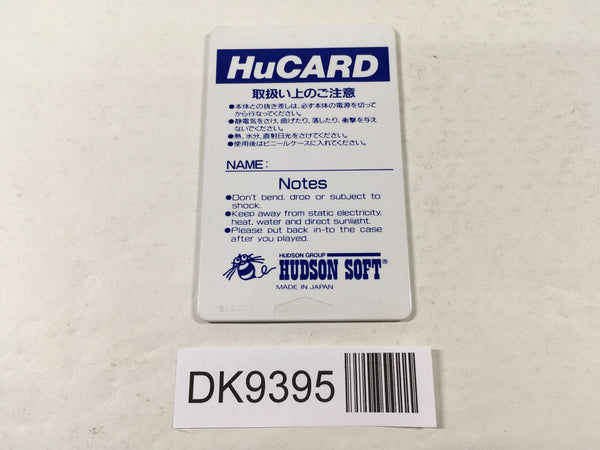 HuCARD
取扱い上のご注意
●本体との抜き差しは、必ず本体の電源を切って
から行なってください。
●静電気をさけ、曲げたり、落したり、衝撃を与え
ないでください。
●熱、水分、直射日光をさけてください。
●使用後はビニールケースに入れてください。
NAME:
Notes
●Don't bend, drop or subject to
shock.
●Keep away from static electricity,
heat, water and direct sunlight.
●Please put back in-to the case
after you played.
HUDSON GROUP
HUDSON SOFT®
MADE IN JAPAN
DK9395